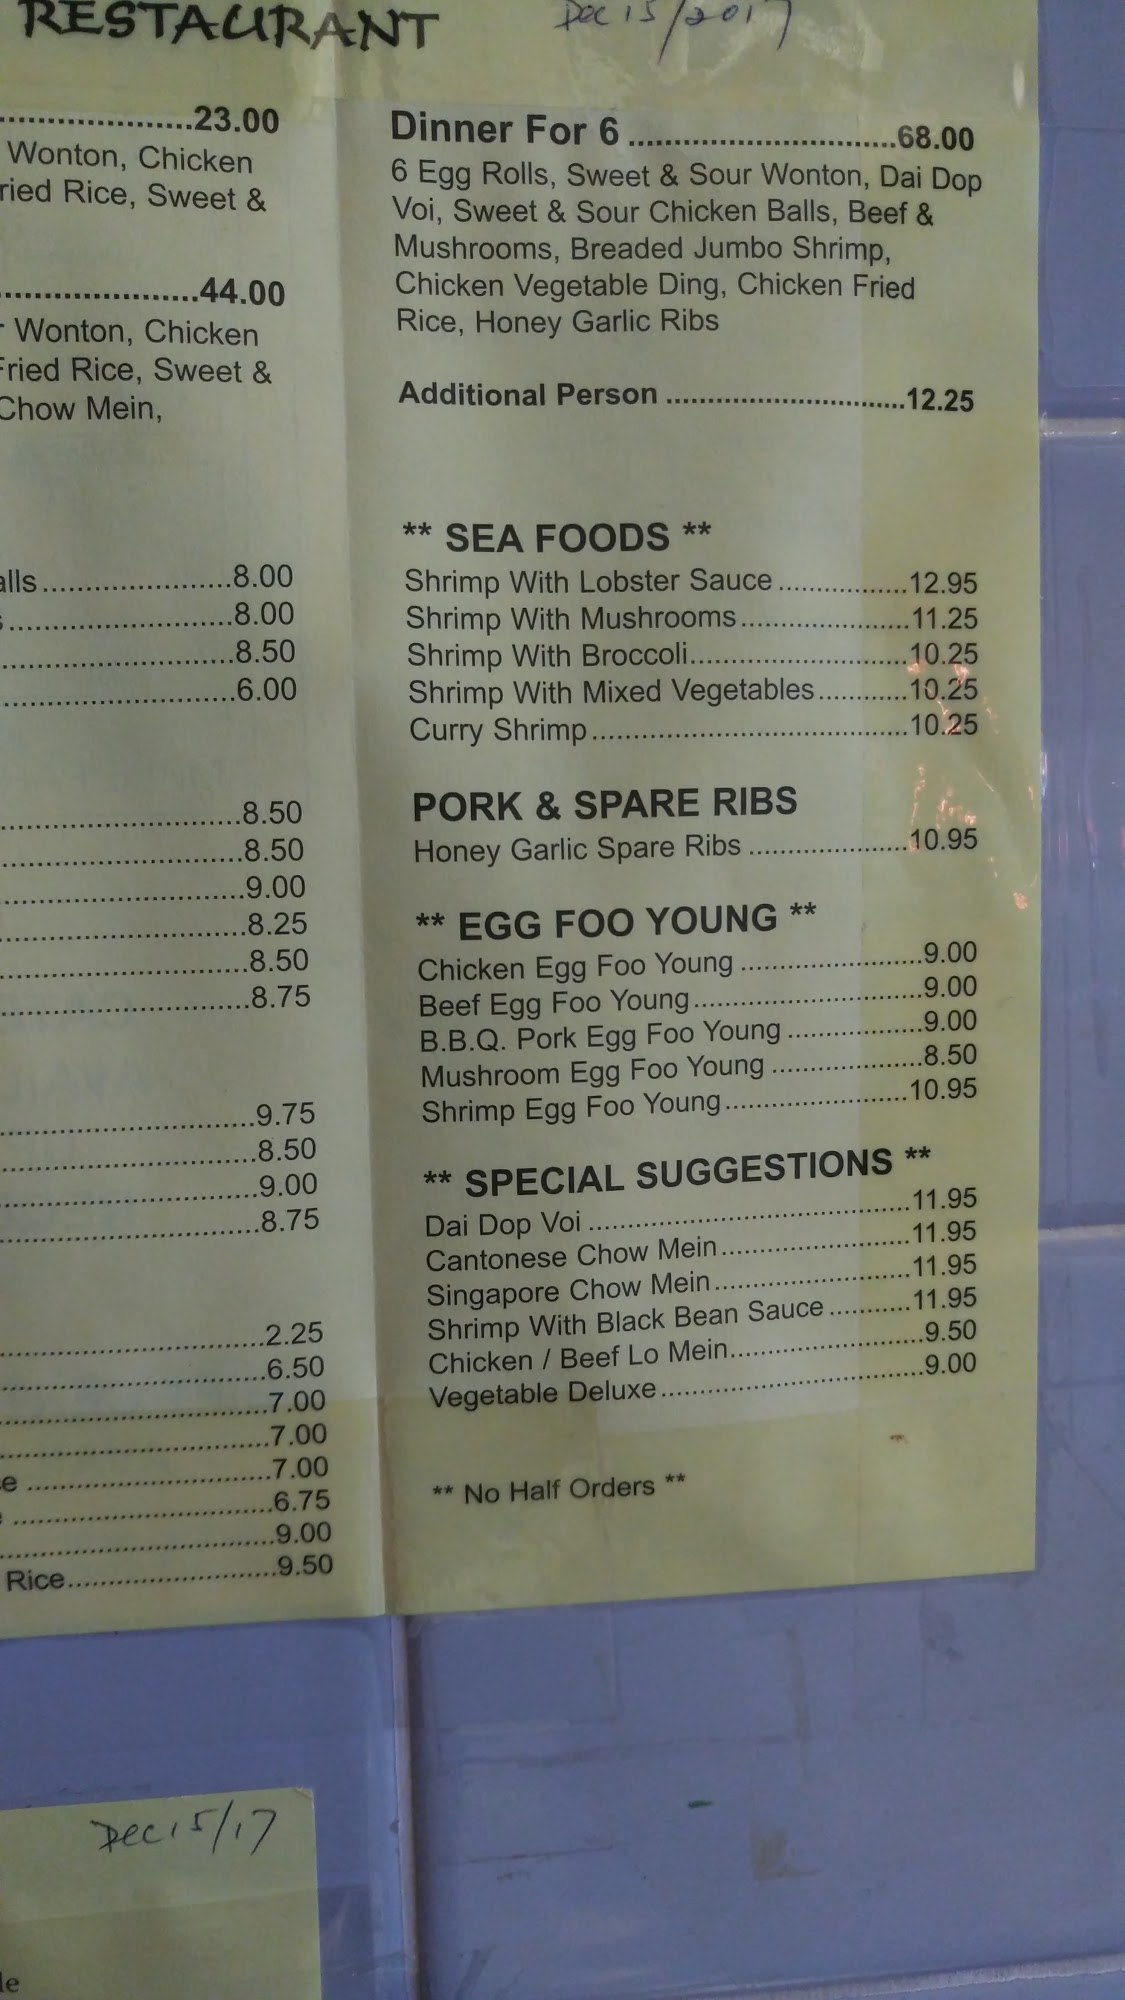 RESTAURANT
Dec 15/2017
........................23.00
Wonton, Chicken
ried Rice, Sweet &
........................44.00
Wonton, Chicken
Fried Rice, Sweet &
Chow Mein,
alls........................8.00
........................8.00
........................8.50
........................6.00
........................8.50
........................8.50
........................9.00
........................8.25
........................8.50
........................8.75
........................9.75
........................8.50
........................9.00
........................8.75
........................2.25
........................6.50
........................7.00
........................7.00
e ........................7.00
........................6.75
........................9.00
Rice........................9.50
Dinner For 6 ............................68.00
6 Egg Rolls, Sweet & Sour Wonton, Dai Dop
Voi, Sweet & Sour Chicken Balls, Beef &
Mushrooms, Breaded Jumbo Shrimp,
Chicken Vegetable Ding, Chicken Fried
Rice, Honey Garlic Ribs
Additional Person ............................12.25
** SEA FOODS **
Shrimp With Lobster Sauce .................12.95
Shrimp With Mushrooms......................11.25
Shrimp With Broccoli............................10.25
Shrimp With Mixed Vegetables............10.25
Curry Shrimp.........................................10.25
PORK & SPARE RIBS
Honey Garlic Spare Ribs .....................10.95
** EGG FOO YOUNG **
Chicken Egg Foo Young ........................9.00
Beef Egg Foo Young..............................9.00
B.B.Q. Pork Egg Foo Young ..................9.00
Mushroom Egg Foo Young ....................8.50
Shrimp Egg Foo Young........................10.95
** SPECIAL SUGGESTIONS **
Dai Dop Voi ..........................................11.95
Cantonese Chow Mein.........................11.95
Singapore Chow Mein..........................11.95
Shrimp With Black Bean Sauce ...........11.95
Chicken / Beef Lo Mein.........................9.50
Vegetable Deluxe..................................9.00
** No Half Orders **
Dec 15/17
le